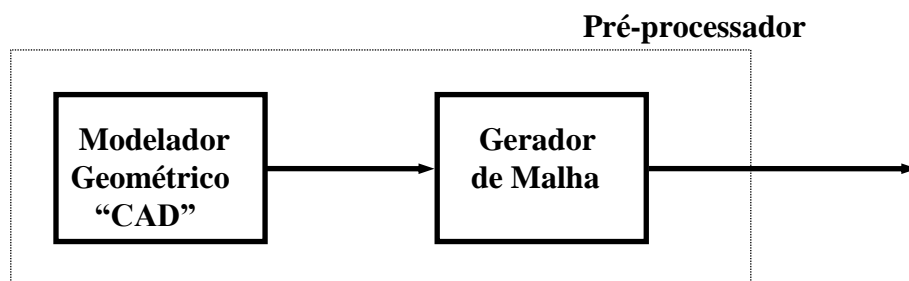 Pré-processador
Modelador
Geométrico
“CAD”
Gerador
de Malha